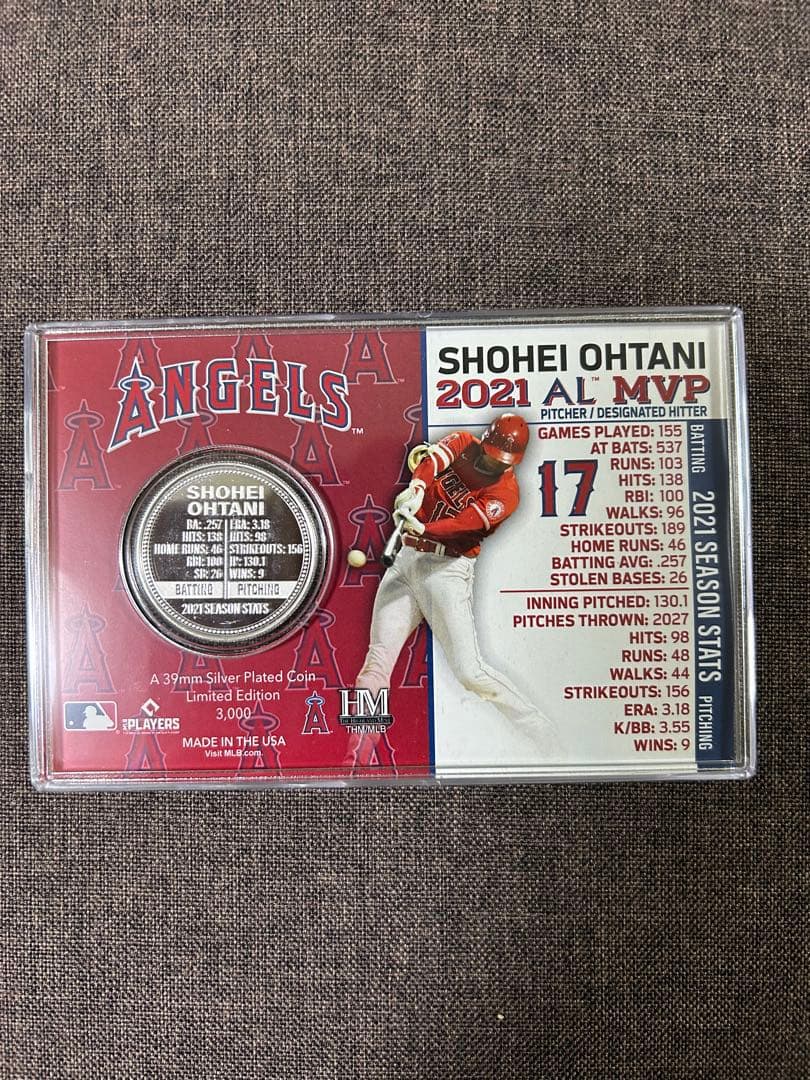 ANGELS™
SHOHEI
OHTANI
BA: .257 ERA: 3.18
HITS: 138 HITS: 98
HOME RUNS: 46 STRIKEOUTS: 156
RBI: 100 IP: 130.1
SB: 26 WINS: 9
BATTING PITCHING
2021 SEASON STATS
A 39mm Silver Plated Coin
Limited Edition
3,000
PLAYERS
MADE IN THE USA
Visit MLB.com.
HM
THE HIGHLAND MINT
THM/MLB
SHOHEI OHTANI
2021 AL™ MVP
PITCHER / DESIGNATED HITTER
17
ANGELS
GAMES PLAYED: 155
AT BATS: 537
RUNS: 103
HITS: 138
RBI: 100
WALKS: 96
STRIKEOUTS: 189
HOME RUNS: 46
BATTING AVG: .257
STOLEN BASES: 26
INNING PITCHED: 130.1
PITCHES THROWN: 2027
HITS: 98
RUNS: 48
WALKS: 44
STRIKEOUTS: 156
ERA: 3.18
K/BB: 3.55
WINS: 9
BATTING 2021 SEASON STATS PITCHING